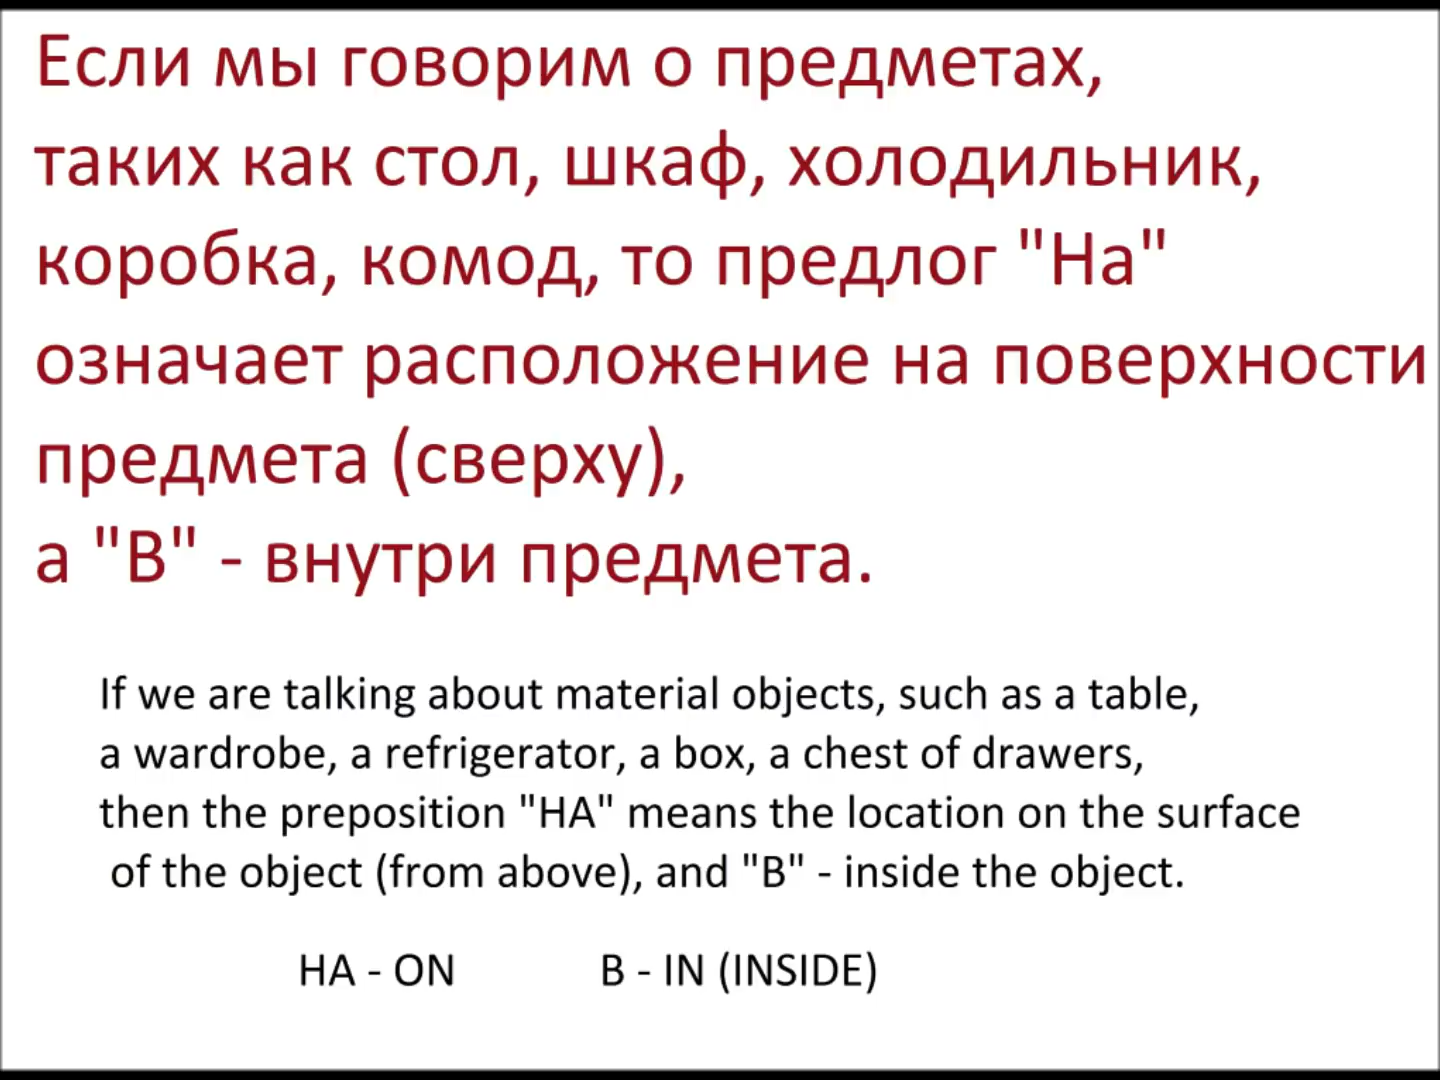 Если мы говорим о предметах,
таких как стол, шкаф, холодильник,
коробка, комод, то предлог "На"
означает расположение на поверхности
предмета (сверху),
а "В" - внутри предмета.
If we are talking about material objects, such as a table,
a wardrobe, a refrigerator, a box, a chest of drawers,
then the preposition "НА" means the location on the surface
of the object (from above), and "В" - inside the object.
НА - ON В - IN (INSIDE)